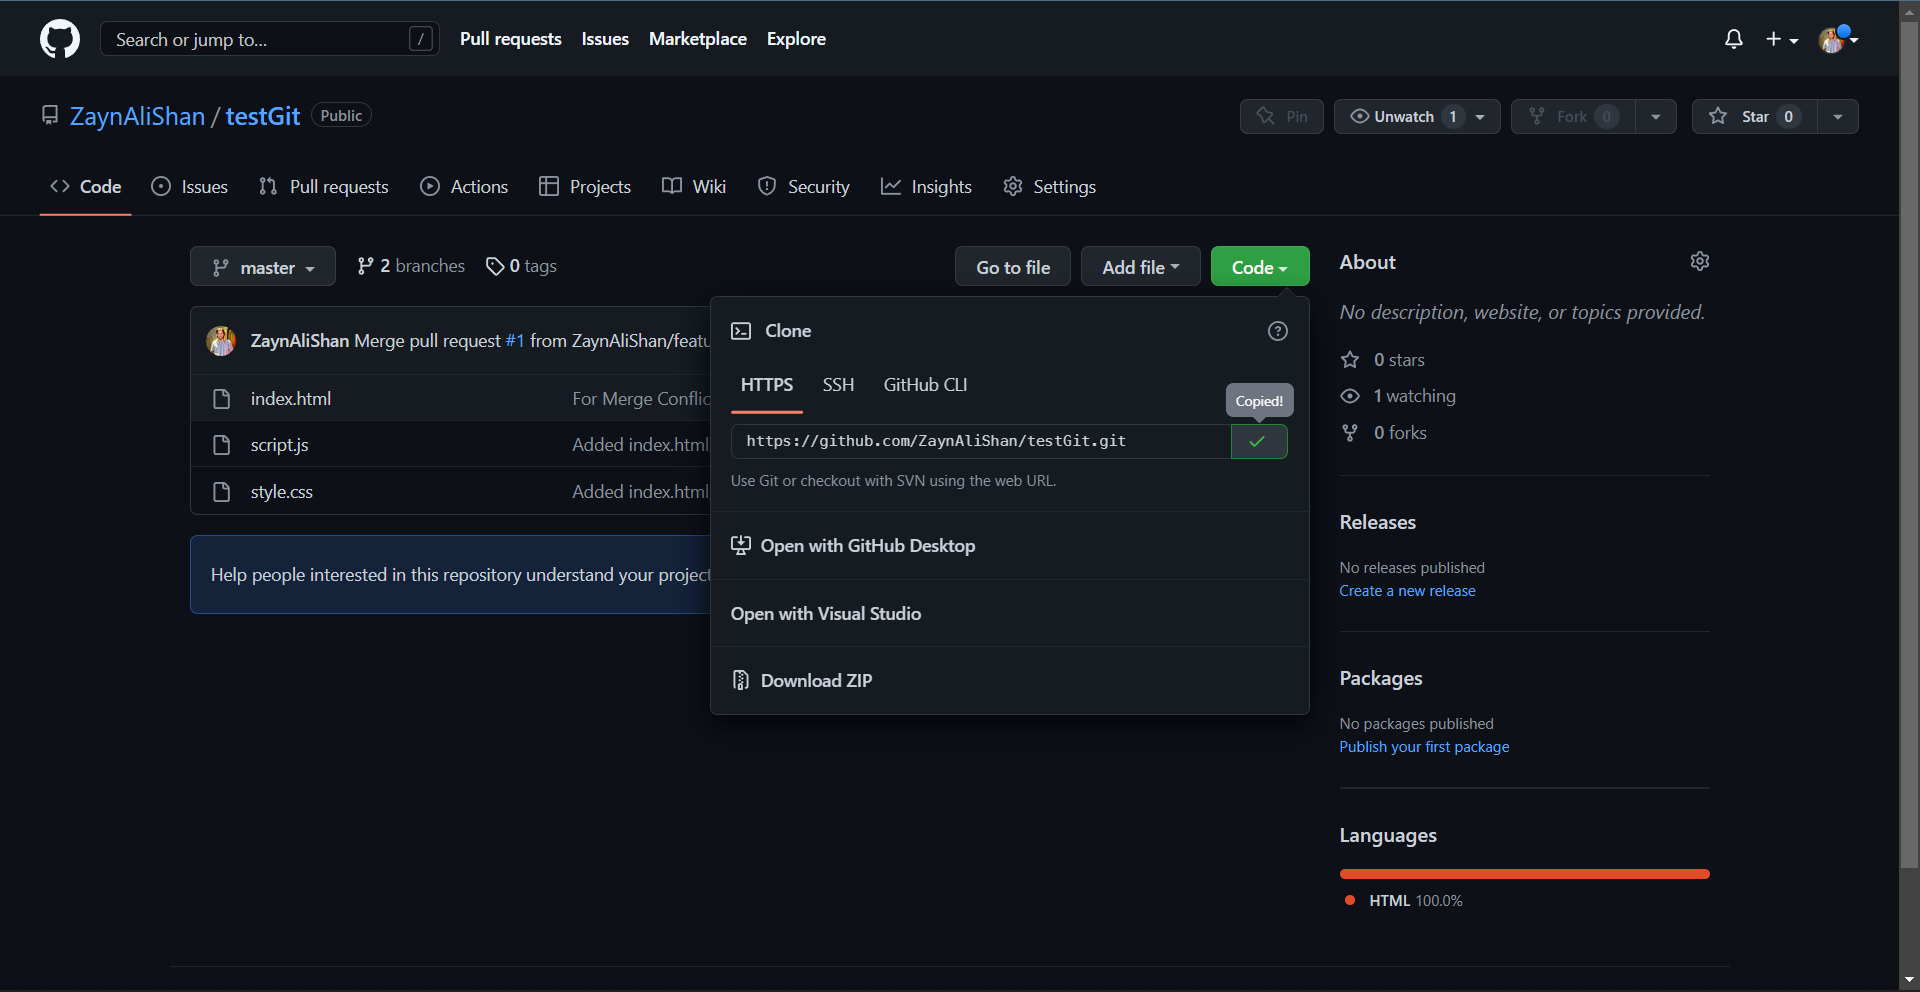 Search or jump to... /
Pull requests Issues Marketplace Explore
ZaynAliShan / testGit Public
Pin
Unwatch 1
Fork 0
Star 0
Code Issues Pull requests Actions Projects Wiki Security Insights Settings
master 2 branches 0 tags
Go to file Add file Code
ZaynAliShan Merge pull request #1 from ZaynAliShan/featu
index.html For Merge Conflic
script.js Added index.html
style.css Added index.html
Help people interested in this repository understand your project
Clone
HTTPS SSH GitHub CLI
Copied!
https://github.com/ZaynAliShan/testGit.git
Use Git or checkout with SVN using the web URL.
Open with GitHub Desktop
Open with Visual Studio
Download ZIP
About
No description, website, or topics provided.
0 stars
1 watching
0 forks
Releases
No releases published
Create a new release
Packages
No packages published
Publish your first package
Languages
HTML 100.0%